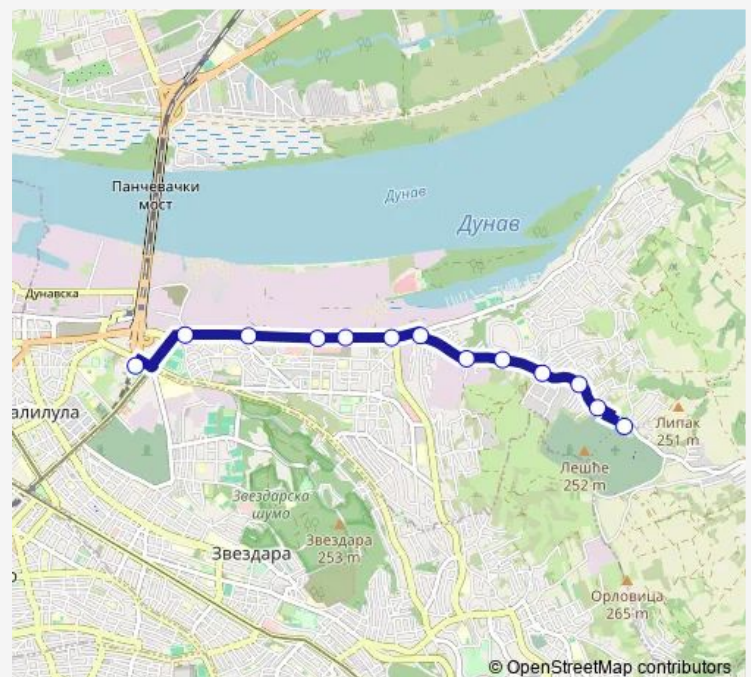 Панчевачки
мост
Дунав
Дунав
Дунавска
алилула
Липак
251 m
Лешће
252 m
Звездарска
шума
Звездара
253 m
Звездара
Орловица
265 m
© OpenStreetMap contributors